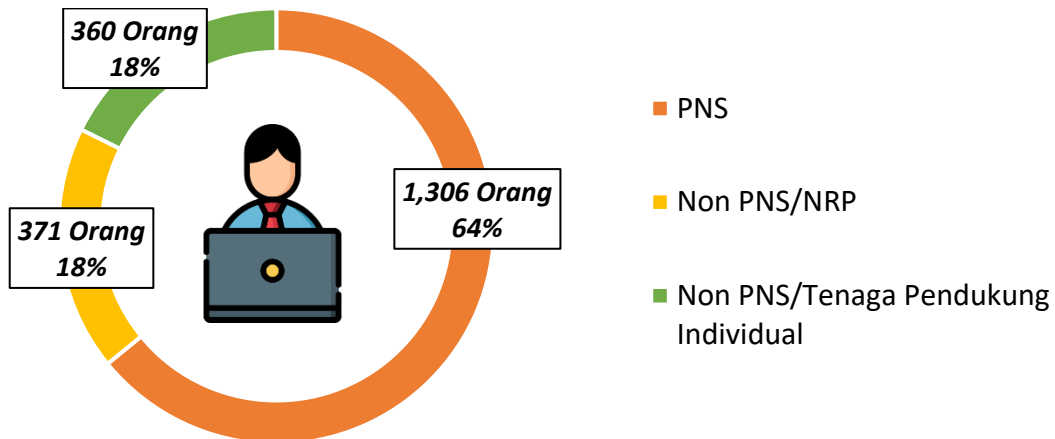 360 Orang
18%
1,306 Orang
64%
371 Orang
18%
PNS
Non PNS/NRP
Non PNS/Tenaga Pendukung
Individual